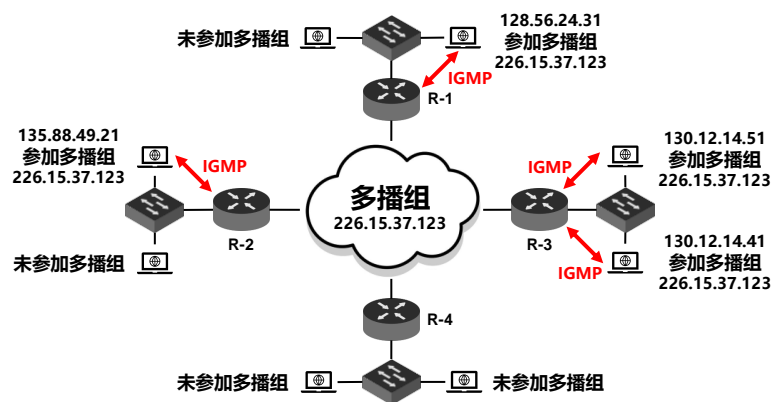 未参加多播组
128.56.24.31
参加多播组
226.15.37.123
IGMP
R-1
135.88.49.21
参加多播组
226.15.37.123
IGMP
R-2
未参加多播组
多播组
226.15.37.123
IGMP
R-3
IGMP
130.12.14.51
参加多播组
226.15.37.123
130.12.14.41
参加多播组
226.15.37.123
R-4
未参加多播组
未参加多播组